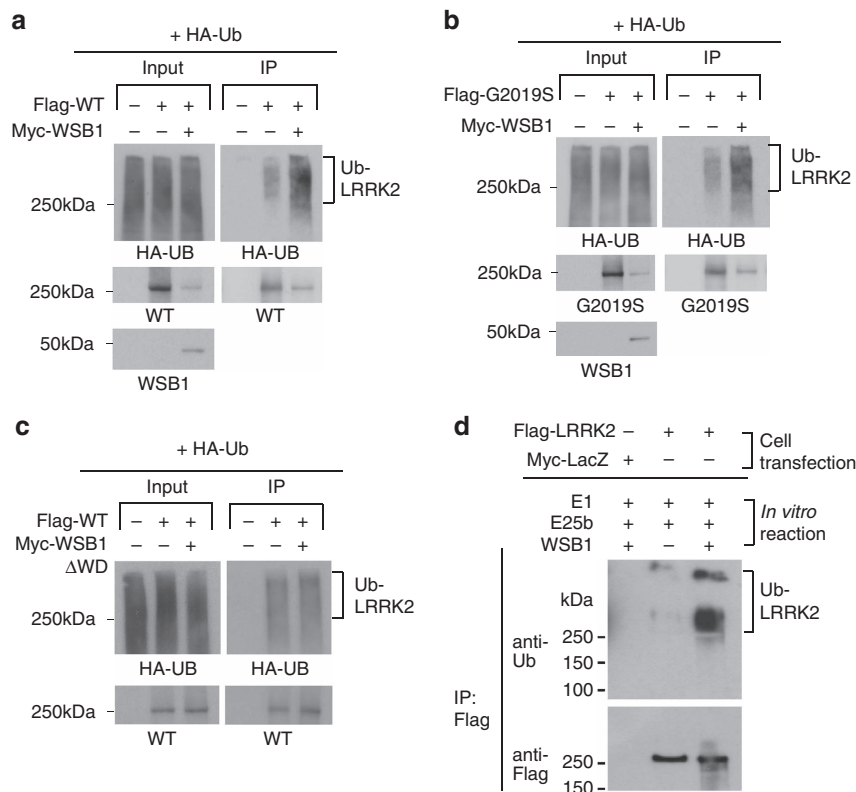 a
+ HA-Ub
Input IP
Flag-WT – + + – + +
Myc-WSB1 – – + – – +
Ub-
LRRK2
250kDa
HA-UB HA-UB
250kDa
WT WT
50kDa
WSB1
b
+ HA-Ub
Input IP
Flag-G2019S – + + – + +
Myc-WSB1 – – + – – +
Ub-
LRRK2
250kDa
HA-UB HA-UB
250kDa
G2019S G2019S
50kDa
WSB1
c
+ HA-Ub
Input IP
Flag-WT – + + – + +
Myc-WSB1 – – + – – +
ΔWD
Ub-
LRRK2
250kDa
HA-UB HA-UB
250kDa
WT WT
d
Flag-LRRK2 – + +
Myc-LacZ + – –
Cell
transfection
E1 + + +
E25b + + +
WSB1 + – +
In vitro
reaction
kDa
Ub-
LRRK2
anti-
Ub
250
150
100
IP:
Flag
anti-
Flag
250
150